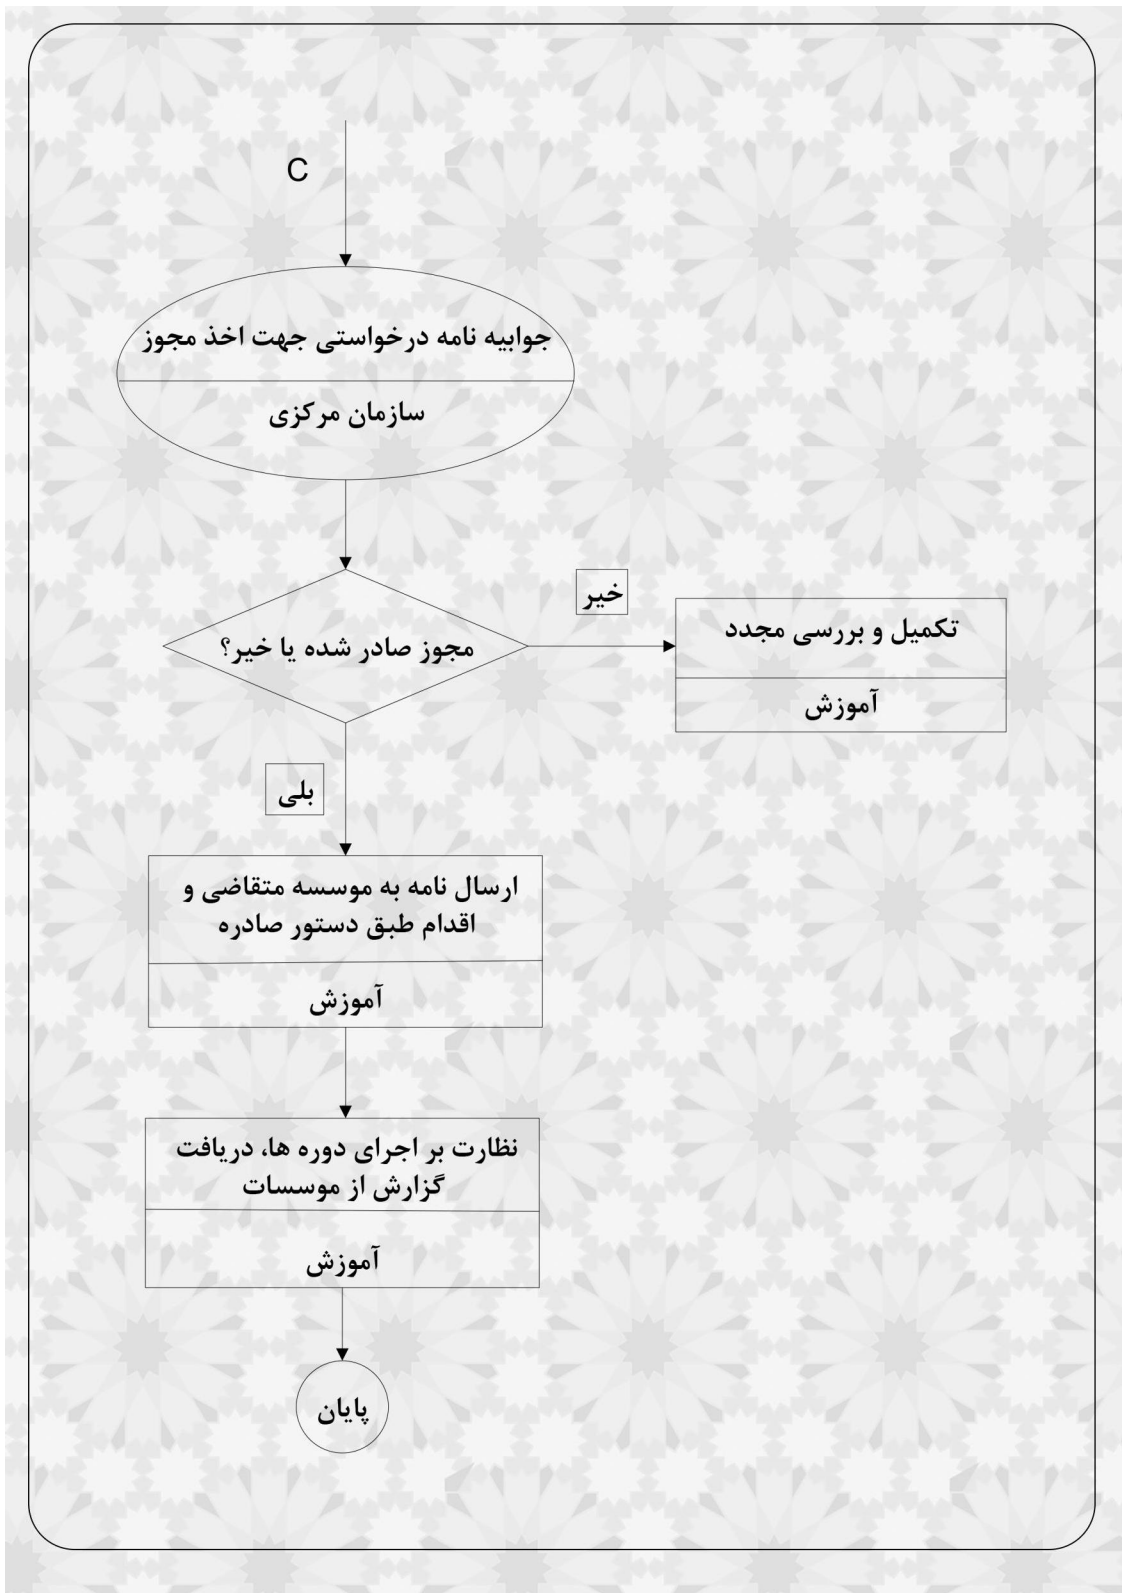 C
جوابیه نامه درخواستی جهت اخذ مجوز
سازمان مرکزی
مجوز صادر شده یا خیر؟
خیر
تکمیل و بررسی مجدد
آموزش
بلی
ارسال نامه به موسسه متقاضی و
اقدام طبق دستور صادره
آموزش
نظارت بر اجرای دوره ها، دریافت
گزارش از موسسات
آموزش
پایان